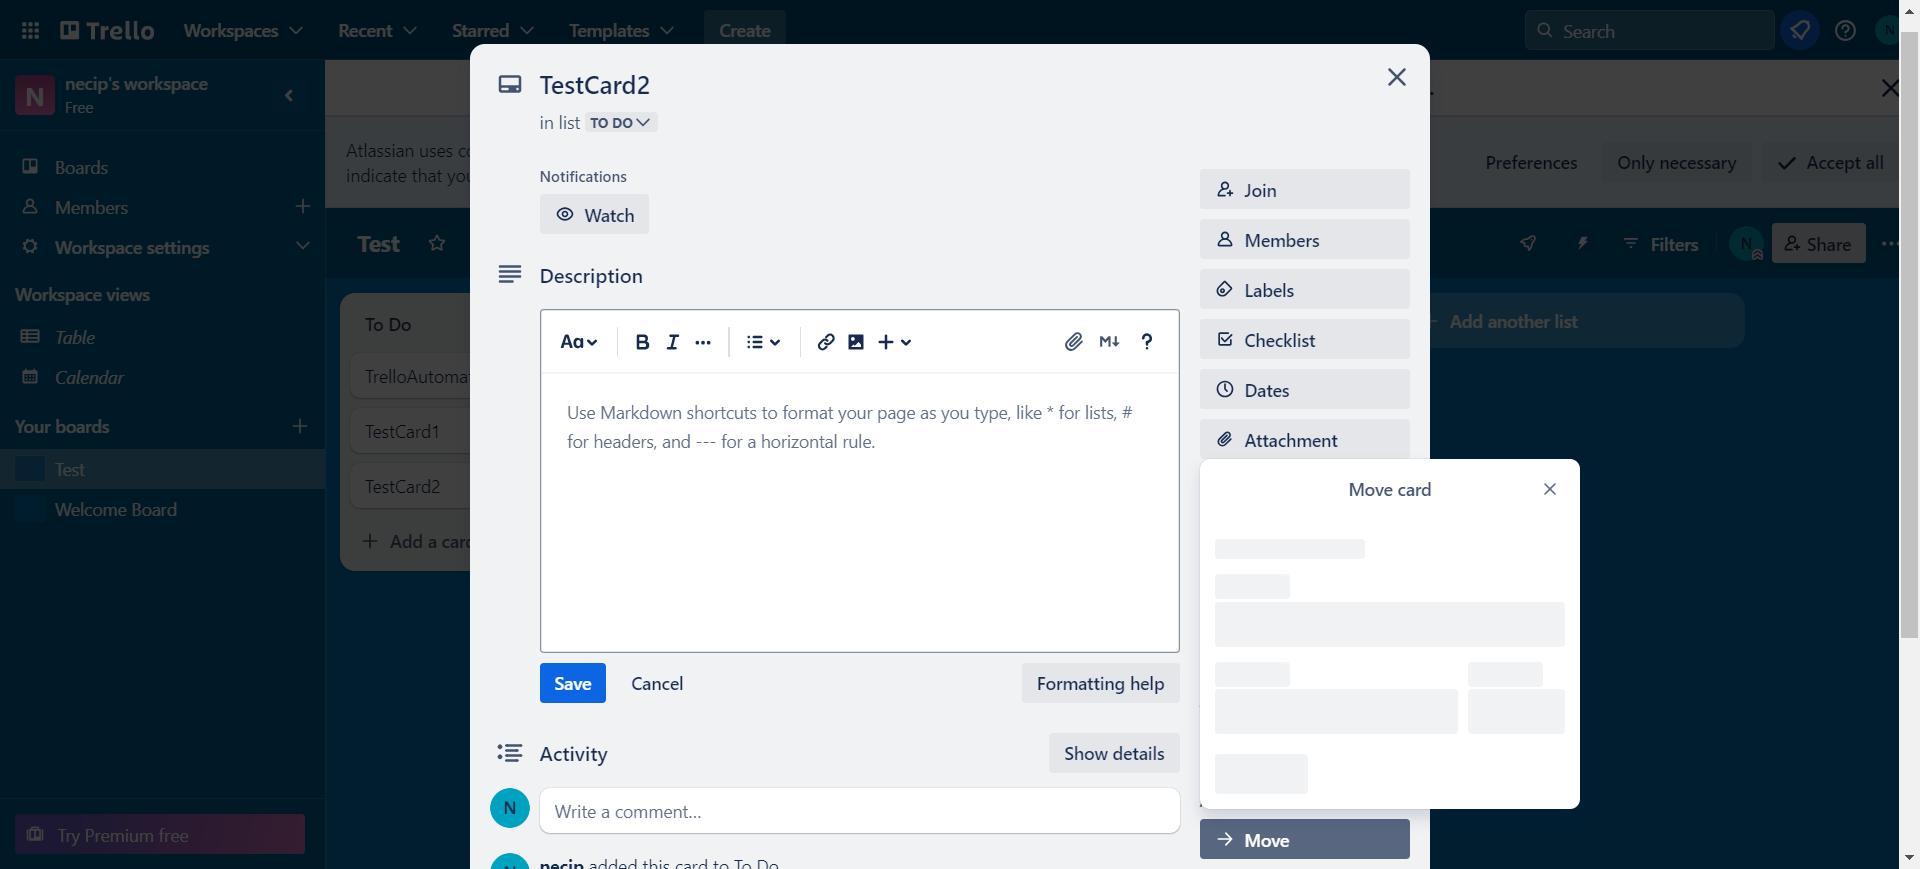 Trello
Workspaces
Recent
Starred
Templates
Create
Search
N
N
necip's workspace
Free
Boards
Members
Workspace settings
Workspace views
Table
Calendar
Your boards
Test
Welcome Board
Try Premium free
Atlassian uses
indicate that you
Preferences
Only necessary
Accept all
Test
Filters
N
Share
To Do
TrelloAutoma
TestCard1
TestCard2
Add a card
Add another list
TestCard2
in list TO DO
Notifications
Watch
Description
Aa
B
I
M
?
Use Markdown shortcuts to format your page as you type, like * for lists, #
for headers, and --- for a horizontal rule.
Save
Cancel
Formatting help
Activity
Show details
N
Write a comment...
necip added this card to To Do
Join
Members
Labels
Checklist
Dates
Attachment
Move card
Move